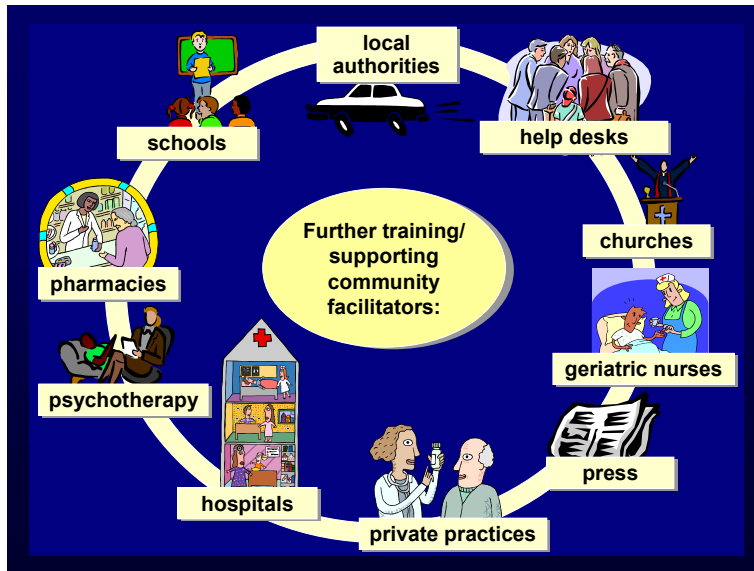 local
authorities
help desks
churches
geriatric nurses
press
private practices
hospitals
psychotherapy
pharmacies
schools
Further training/
supporting
community
facilitators: